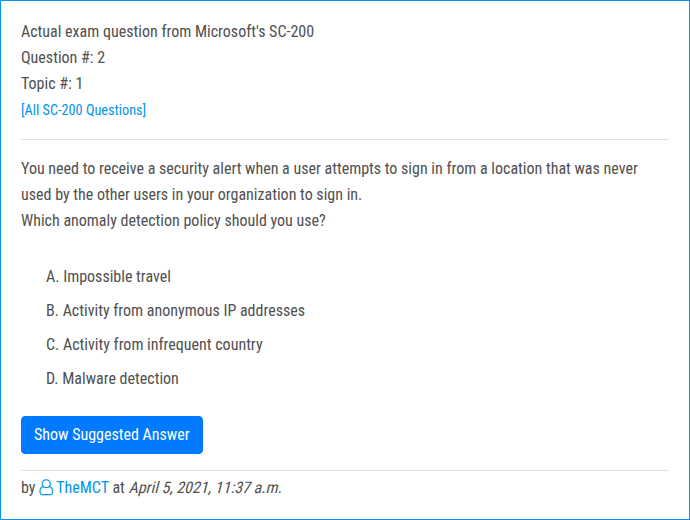 Actual exam question from Microsoft's SC-200
Question #: 2
Topic #: 1
[All SC-200 Questions]
You need to receive a security alert when a user attempts to sign in from a location that was never
used by the other users in your organization to sign in.
Which anomaly detection policy should you use?
A. Impossible travel
B. Activity from anonymous IP addresses
C. Activity from infrequent country
D. Malware detection
Show Suggested Answer
by TheMCT at April 5, 2021, 11:37 a.m.